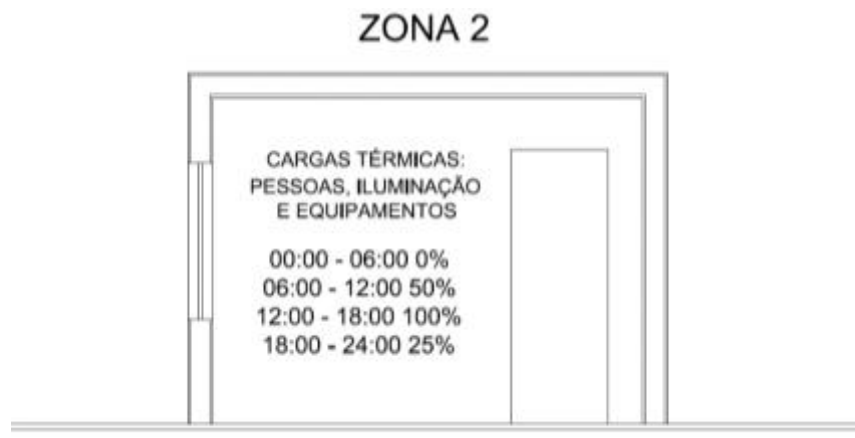 ZONA 2
CARGAS TÉRMICAS:
PESSOAS, ILUMINAÇÃO
E EQUIPAMENTOS
00:00 - 06:00 0%
06:00 - 12:00 50%
12:00 - 18:00 100%
18:00 - 24:00 25%